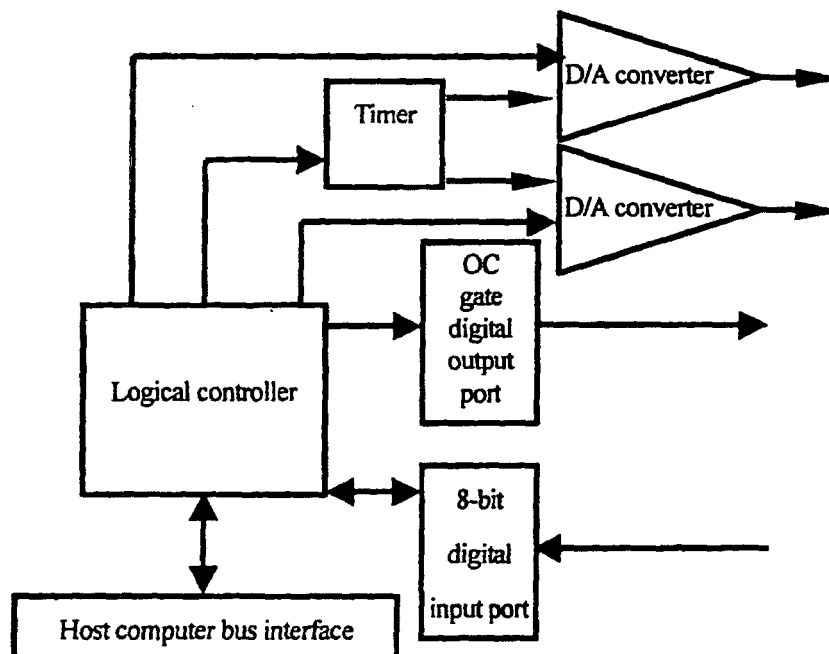 D/A converter
Timer
D/A converter
OC
gate
digital
output
port
Logical controller
8-bit
digital
input port
Host computer bus interface